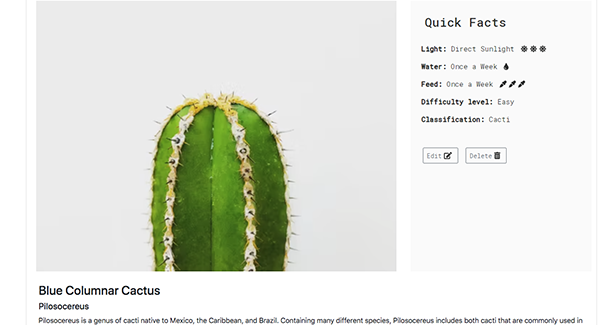 Quick Facts
Light: Direct Sunlight
Water: Once a Week
Feed: Once a Week
Difficulty level: Easy
Classification: Cacti
Edit Delete
Blue Columnar Cactus
Pilosocereus
Pilosocereus is a genus of cacti native to Mexico, the Caribbean, and Brazil. Containing many different species, Pilosocereus includes both cacti that are commonly used in